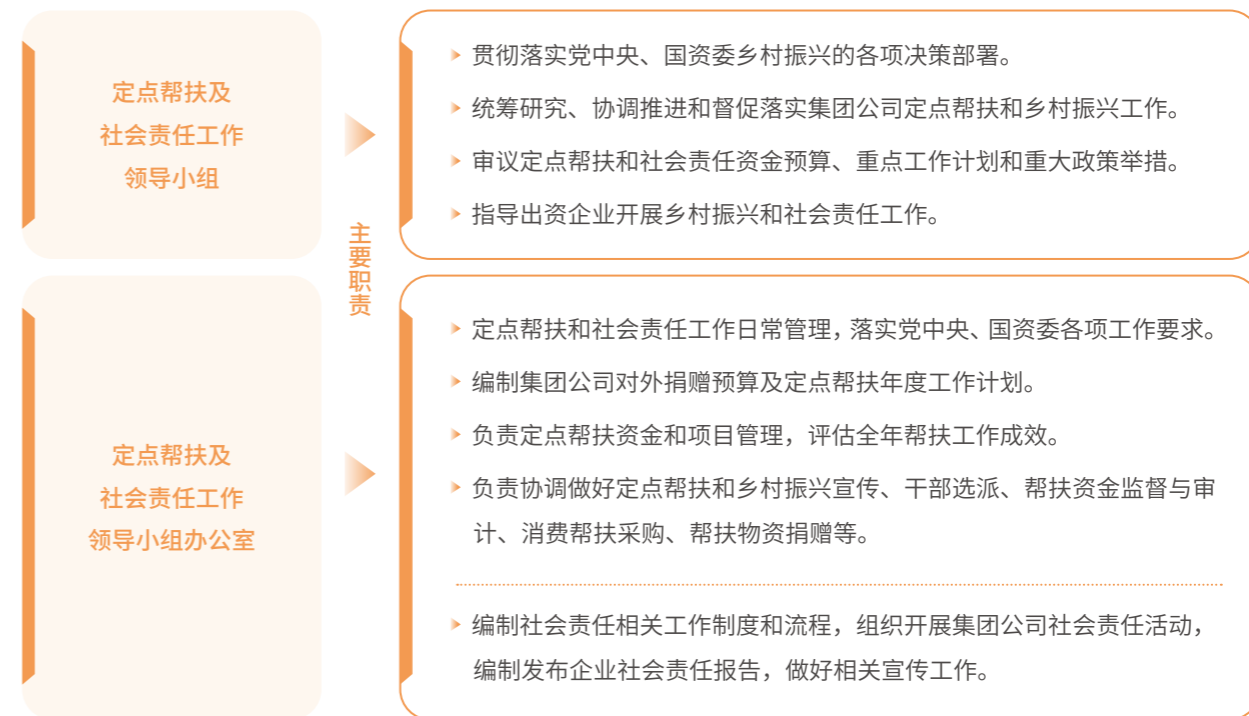 定点帮扶及
社会责任工作
领导小组
主要职责
贯彻落实党中央、国资委乡村振兴的各项决策部署。
统筹研究、协调推进和督促落实集团公司定点帮扶和乡村振兴工作。
审议定点帮扶和社会责任资金预算、重点工作计划和重大政策举措。
指导出资企业开展乡村振兴和社会责任工作。
定点帮扶及
社会责任工作
领导小组办公室
定点帮扶和社会责任工作日常管理，落实党中央、国资委各项工作要求。
编制集团公司对外捐赠预算及定点帮扶年度工作计划。
负责定点帮扶资金和项目管理，评估全年帮扶工作成效。
负责协调做好定点帮扶和乡村振兴宣传、干部选派、帮扶资金监督与审
计、消费帮扶采购、帮扶物资捐赠等。
编制社会责任相关工作制度和流程，组织开展集团公司社会责任活动，
编制发布企业社会责任报告，做好相关宣传工作。